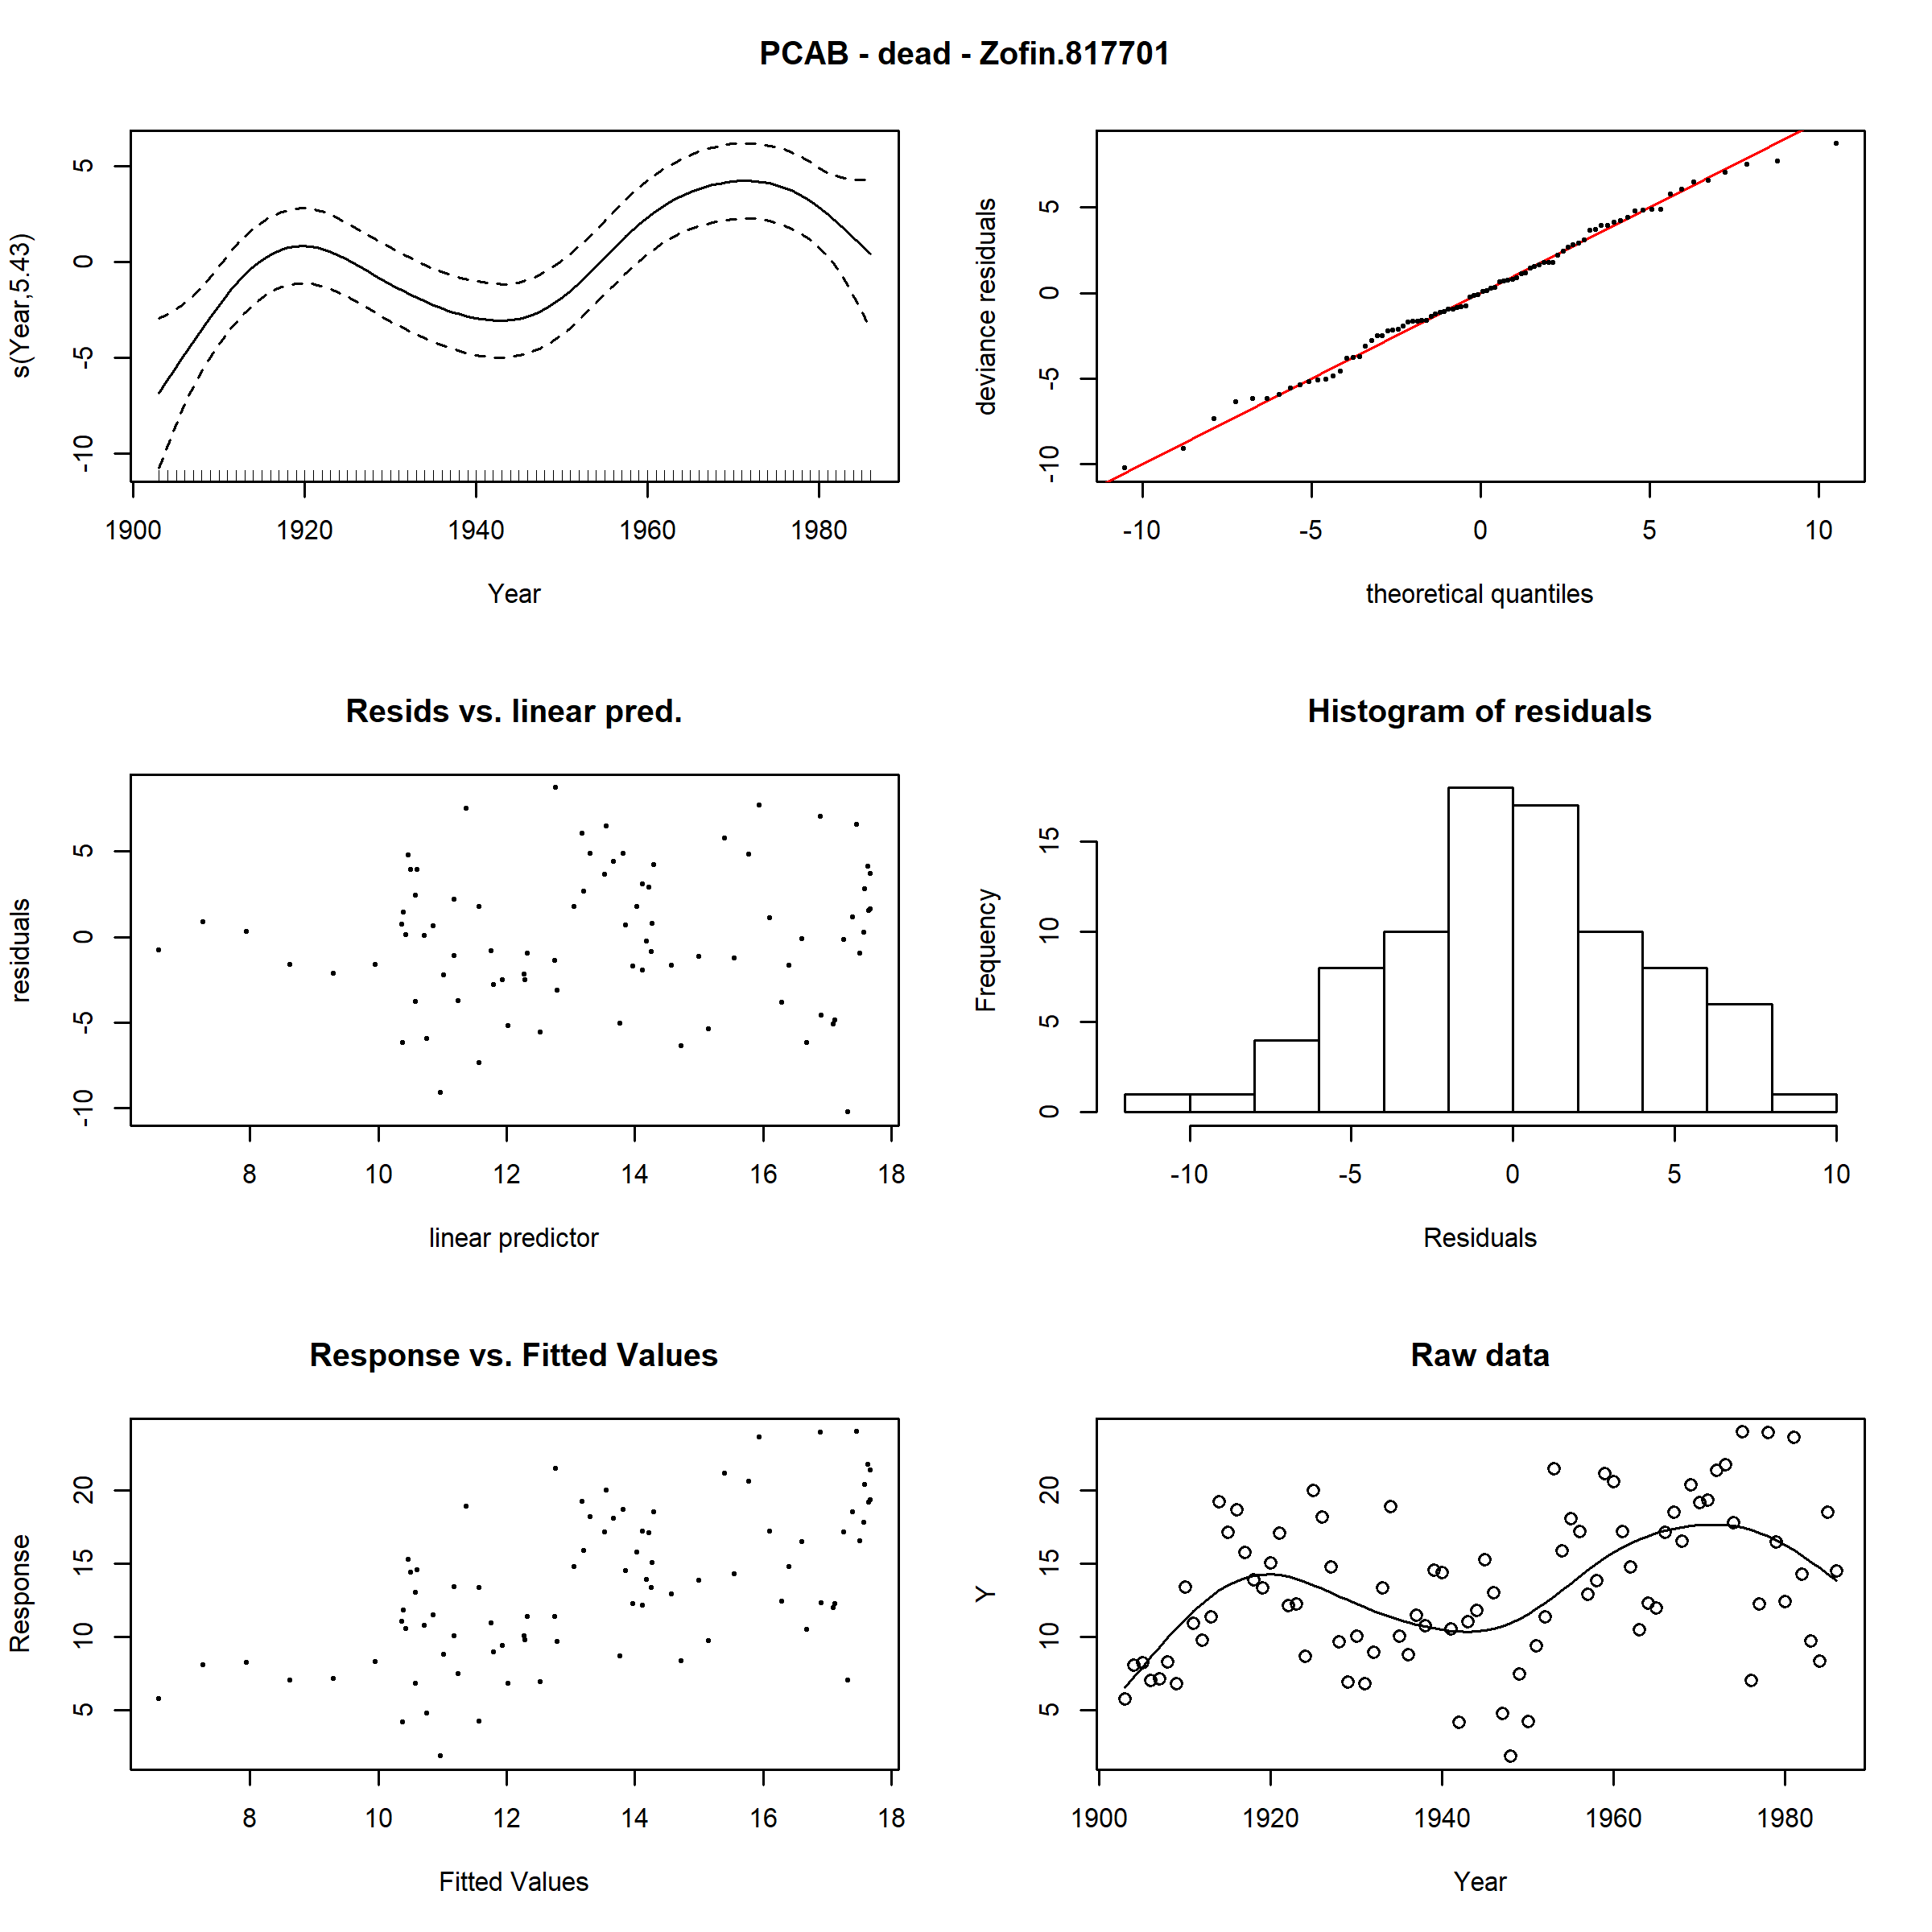 PCAB - dead - Zofin.817701
s(Year,5.43)
5
0
-5
-10
1900 1920 1940 1960 1980
Year
deviance residuals
5
0
-5
-10
-10 -5 0 5 10
theoretical quantiles
Resids vs. linear pred.
residuals
5
0
-5
-10
8 10 12 14 16 18
linear predictor
Histogram of residuals
Frequency
15
10
5
0
-10 -5 0 5 10
Residuals
Response vs. Fitted Values
Response
20
15
10
5
8 10 12 14 16 18
Fitted Values
Raw data
Y
20
15
10
5
1900 1920 1940 1960 1980
Year